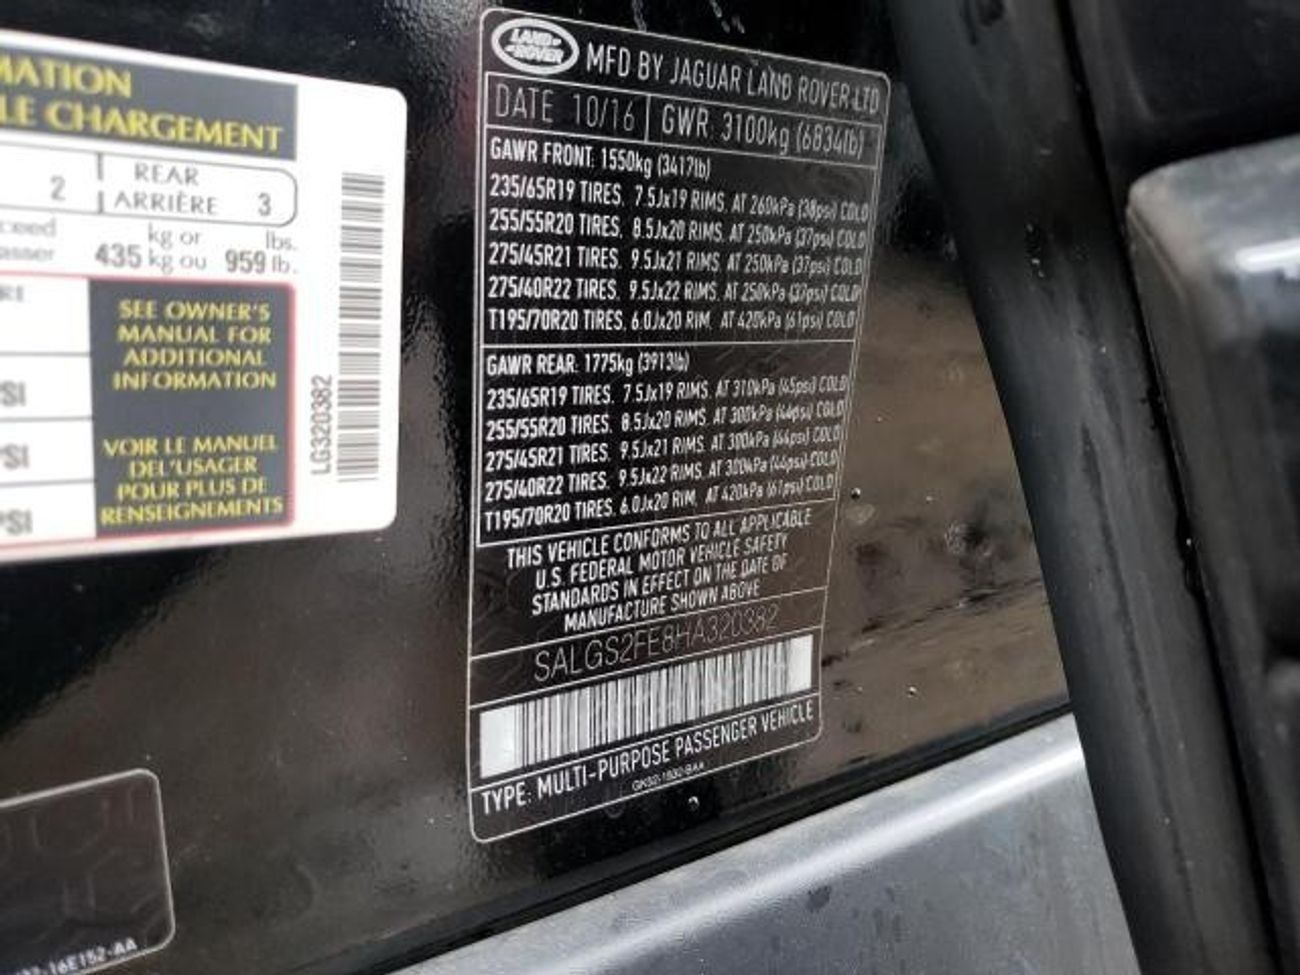 MATION
LE CHARGEMENT
2 REAR
ARRIÈRE 3
kg or lbs.
435 kg ou 959 lb.
SEE OWNER'S
MANUAL FOR
ADDITIONAL
INFORMATION
PSI
PSI
PSI
VOIR LE MANUEL
DEL'USAGER
POUR PLUS DE
RENSEIGNEMENTS
LG320382
LAND ROVER
MFD BY JAGUAR LAND ROVER LTD
DATE 10/16 GWR 3100kg (6834lb)
GAWR FRONT. 1550kg (3417lb)
235/65R19 TIRES. 7.5Jx19 RIMS. AT 260kPa (38psi) COLD
255/55R20 TIRES. 8.5Jx20 RIMS. AT 250kPa (37psi) COLD
275/45R21 TIRES. 9.5Jx21 RIMS. AT 250kPa (37psi) COLD
275/40R22 TIRES. 9.5Jx22 RIMS. AT 250kPa (37psi) COLD
T195/70R20 TIRES. 6.0Jx20 RIM. AT 420kPa (61psi) COLD
GAWR REAR. 1775kg (3913lb)
235/65R19 TIRES. 7.5Jx19 RIMS. AT 310kPa (45psi) COLD
255/55R20 TIRES. 8.5Jx20 RIMS. AT 300kPa (44psi) COLD
275/45R21 TIRES. 9.5Jx21 RIMS. AT 300kPa (44psi) COLD
275/40R22 TIRES. 9.5Jx22 RIMS. AT 300kPa (44psi) COLD
T195/70R20 TIRES. 6.0Jx20 RIM. AT 420kPa (61psi) COLD
THIS VEHICLE CONFORMS TO ALL APPLICABLE
U.S. FEDERAL MOTOR VEHICLE SAFETY
STANDARDS IN EFFECT ON THE DATE OF
MANUFACTURE SHOWN ABOVE
SALGS2FE8HA320382
TYPE: MULTI-PURPOSE PASSENGER VEHICLE
-16E152-AA